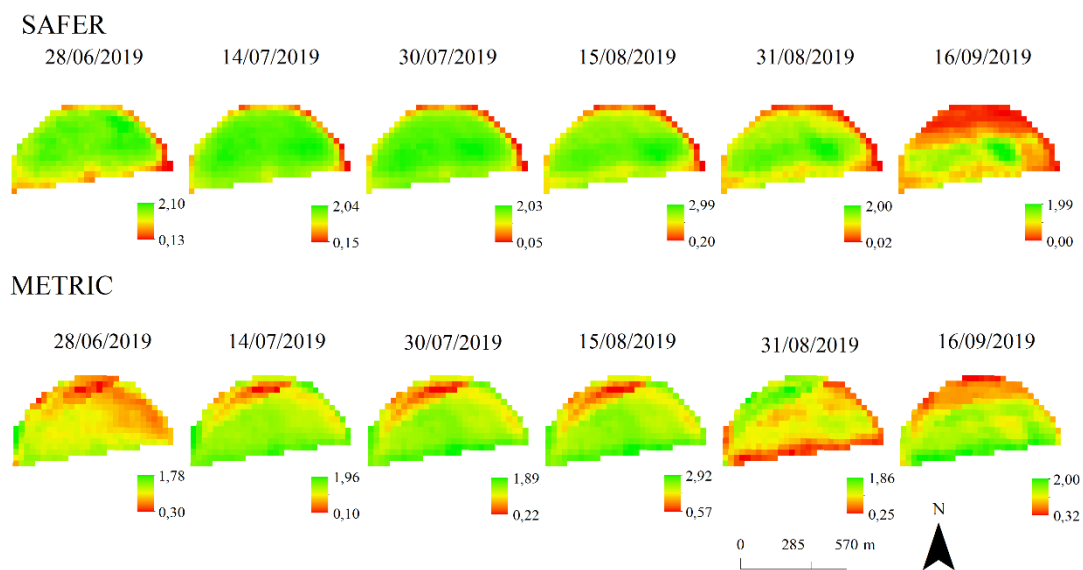 SAFER
28/06/2019 14/07/2019 30/07/2019 15/08/2019 31/08/2019 16/09/2019
2,10 2,04 2,03 2,99 2,00 1,99
0,13 0,15 0,05 0,20 0,02 0,00
METRIC
28/06/2019 14/07/2019 30/07/2019 15/08/2019 31/08/2019 16/09/2019
1,78 1,96 1,89 2,92 1,86 2,00
0,30 0,10 0,22 0,57 0,25 0,32
N
0 285 570 m